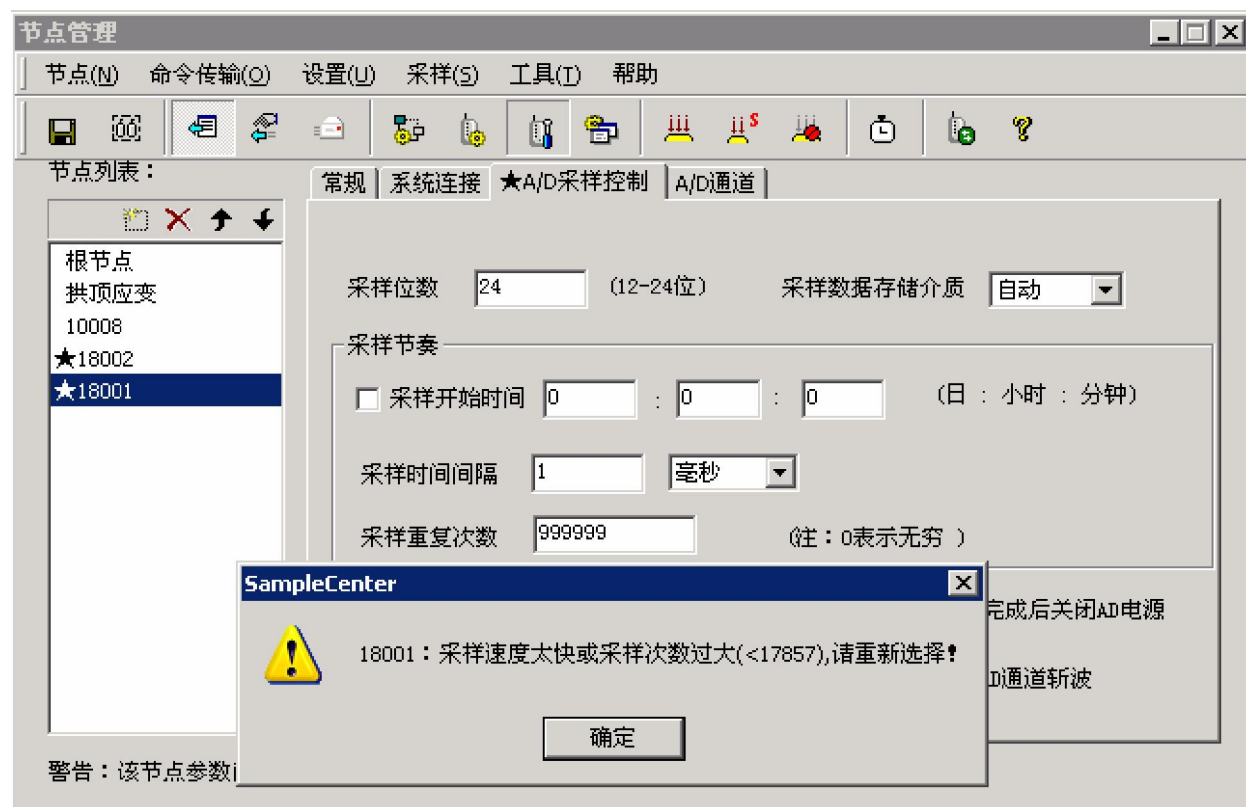 节点管理
节点(N) 命令传输(O) 设置(U) 采样(S) 工具(T) 帮助
节点列表：
常规 系统连接 ★A/D采样控制 A/D通道
根节点
拱顶应变
10008
★18002
★18001
采样位数 24 (12-24位) 采样数据存储介质 自动
采样节奏
采样开始时间 0 : 0 : 0 (日 : 小时 : 分钟)
采样时间间隔 1 毫秒
采样重复次数 999999 (注：0表示无穷 )
SampleCenter
完成后关闭AD电源
18001：采样速度太快或采样次数过大(<17857),请重新选择!
D通道斩波
确定
警告：该节点参数